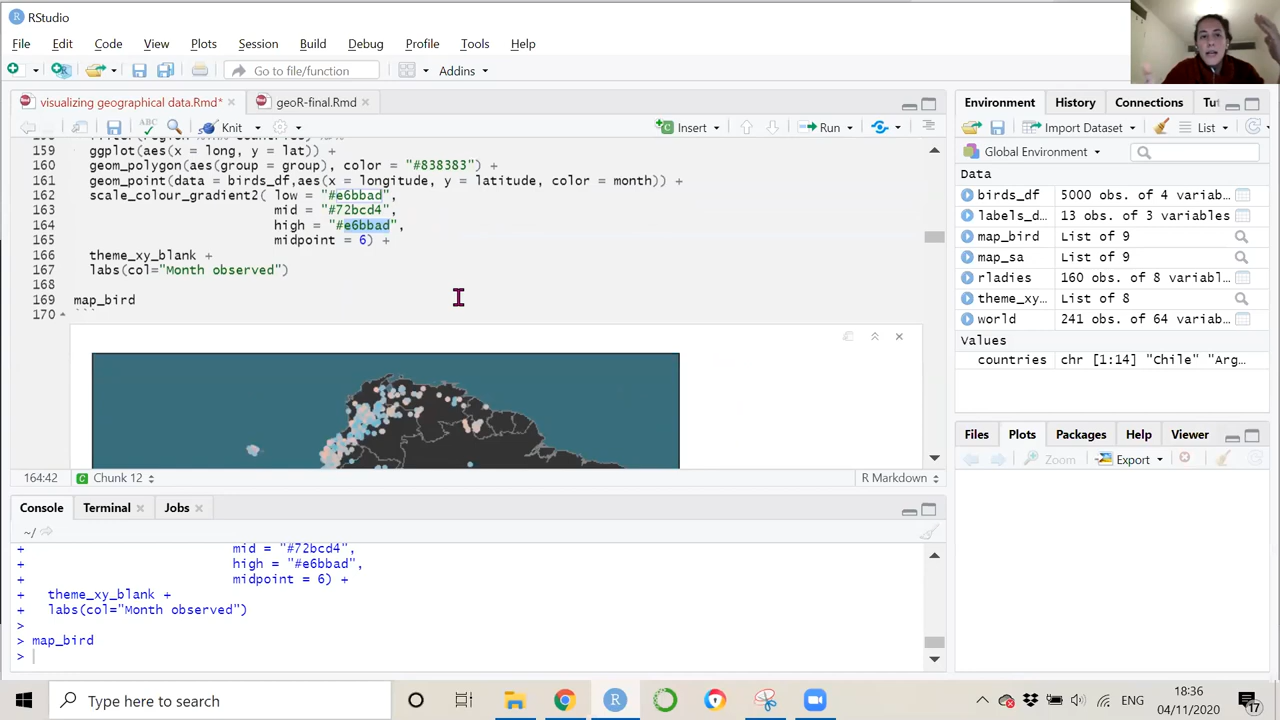 RStudio
File Edit Code View Plots Session Build Debug Profile Tools Help
Go to file/function Addins
visualizing geographical data.Rmd* geoR-final.Rmd
ABC Knit Insert Run
159 ggplot(aes(x = long, y = lat)) +
160 geom_polygon(aes(group = group), color = "#838383") +
161 geom_point(data = birds_df,aes(x = longitude, y = latitude, color = month)) +
162 scale_colour_gradient2( low = "#e6bbad",
163 mid = "#72bcd4",
164 high = "#e6bbad",
165 midpoint = 6) +
166 theme_xy_blank +
167 labs(col="Month observed")
168
169 map_bird
170 ```
164:42 C Chunk 12 R Markdown
Console Terminal Jobs
~/
+ mid = "#72bcd4",
+ high = "#e6bbad",
+ midpoint = 6) +
+ theme_xy_blank +
+ labs(col="Month observed")
>
> map_bird
>
Environment History Connections Tu
Import Dataset List
Global Environment
Data
birds_df 5000 obs. of 4 variabl…
labels_d… 13 obs. of 3 variables
map_bird List of 9
map_sa List of 9
rladies 160 obs. of 8 variabl…
theme_xy… List of 8
world 241 obs. of 64 variab…
Values
countries chr [1:14] "Chile" "Arg…
Files Plots Packages Help Viewer
Zoom Export
Type here to search
ENG
18:36
04/11/2020
17